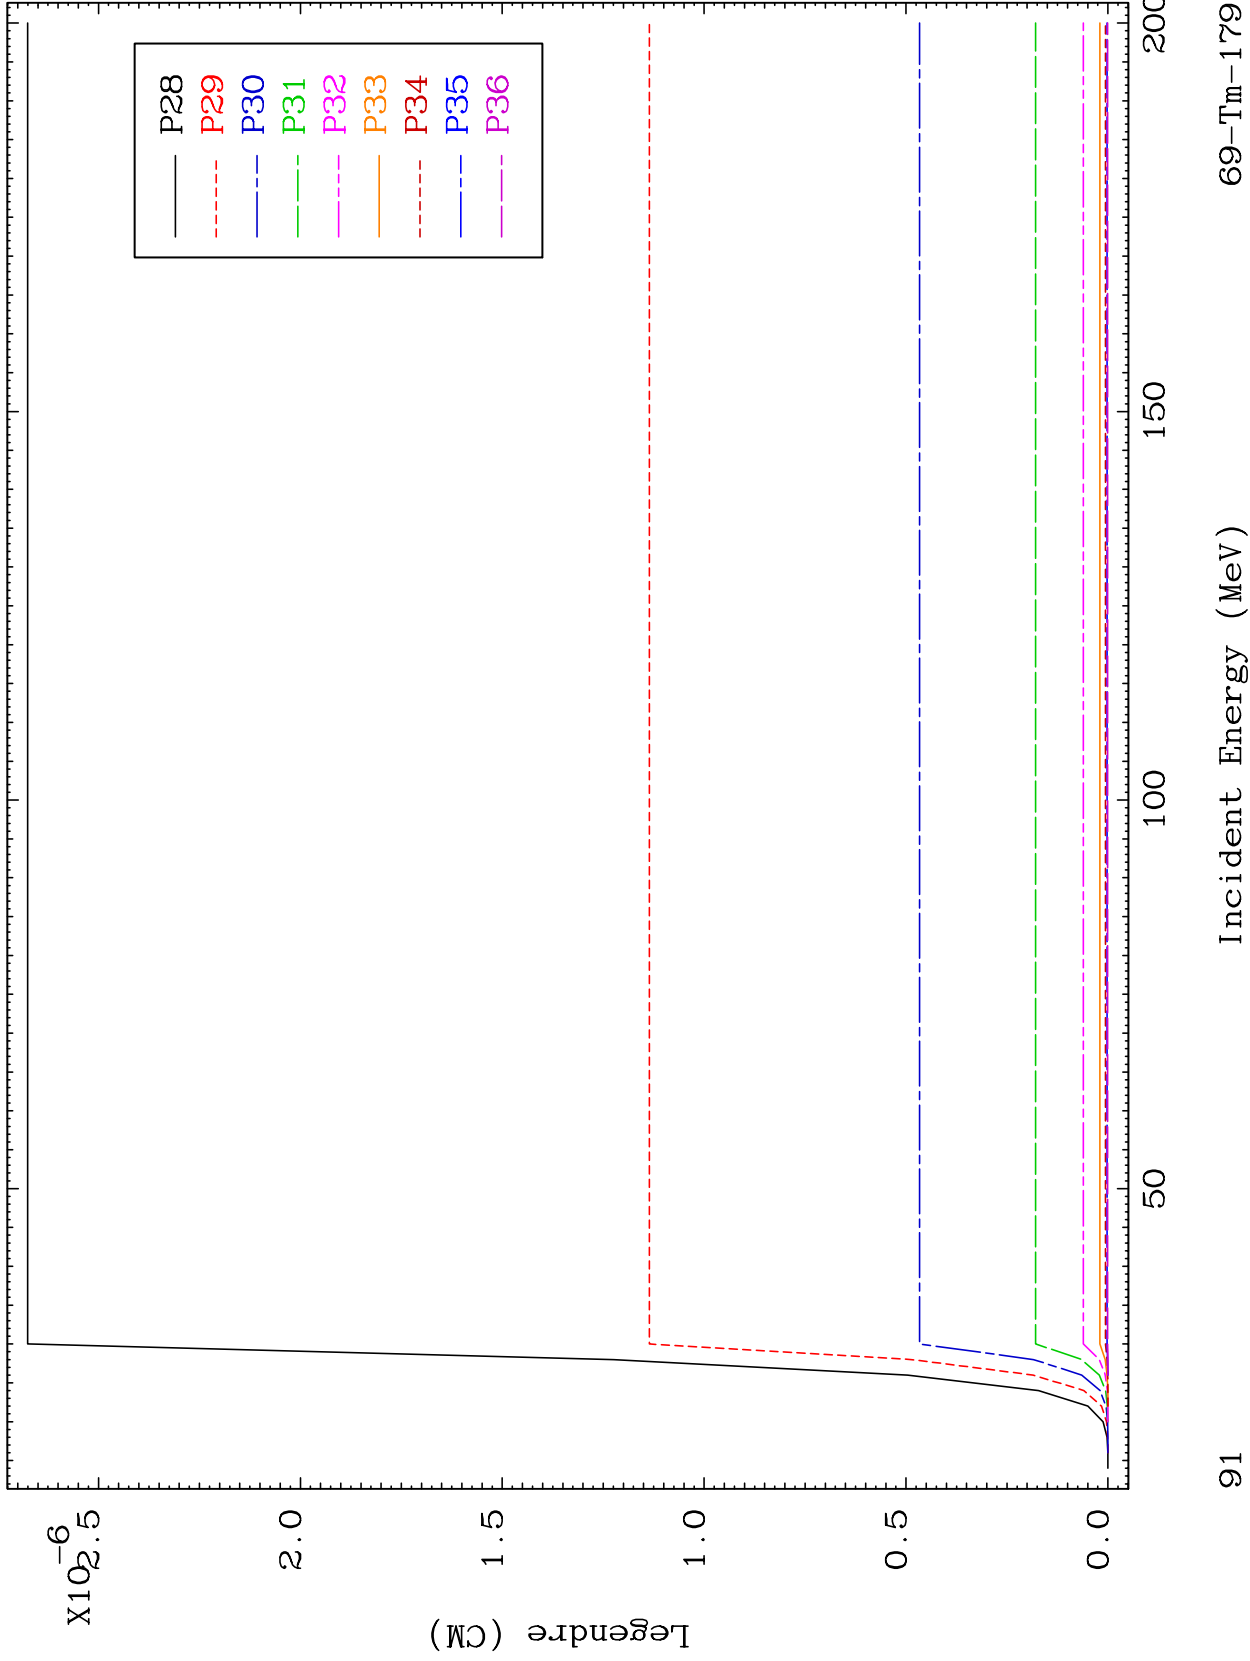 X10-6
2.5
2.0
1.5
1.0
0.5
0.0
Legendre (CM)
P28
P29
P30
P31
P32
P33
P34
P35
P36
50
100
150
200
Incident Energy (MeV)
91
69-Tm-179